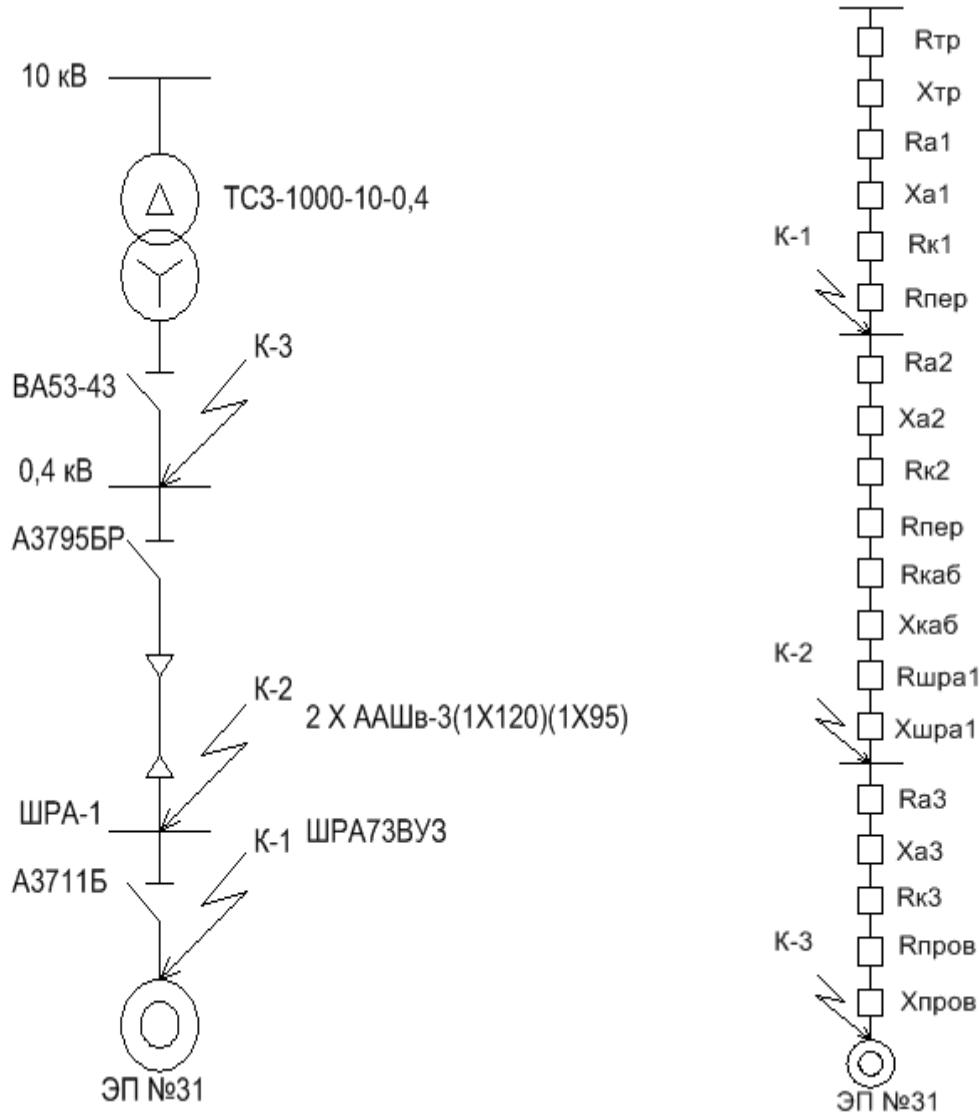 10 кВ
ТСЗ-1000-10-0,4
К-3
ВА53-43
0,4 кВ
А3795БР
К-2
2 Х ААШв-3(1Х120)(1Х95)
ШРА-1
К-1
ШРА73ВУЗ
А3711Б
ЭП №31
Rтр
Хтр
Rа1
Ха1
К-1
Rк1
Rпер
Rа2
Ха2
Rк2
Rпер
Rкаб
Хкаб
К-2
Rшра1
Хшра1
Rа3
Ха3
Rк3
К-3
Rпров
Хпров
ЭП №31